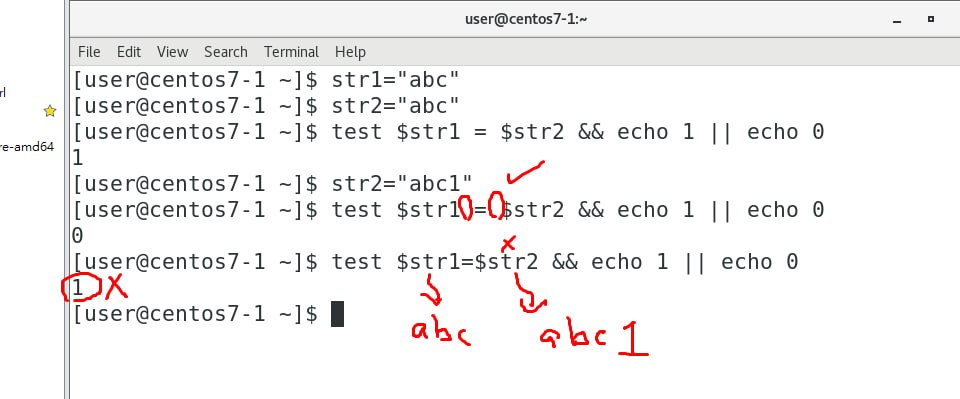 user@centos7-1:~
File Edit View Search Terminal Help
[user@centos7-1 ~]$ str1="abc"
rl
[user@centos7-1 ~]$ str2="abc"
[user@centos7-1 ~]$ test $str1 = $str2 && echo 1 || echo 0
re-amd64
1
[user@centos7-1 ~]$ str2="abc1"
[user@centos7-1 ~]$ test $str1 = $str2 && echo 1 || echo 0
0
x
[user@centos7-1 ~]$ test $str1=$str2 && echo 1 || echo 0
1 X
[user@centos7-1 ~]$
abc abc 1